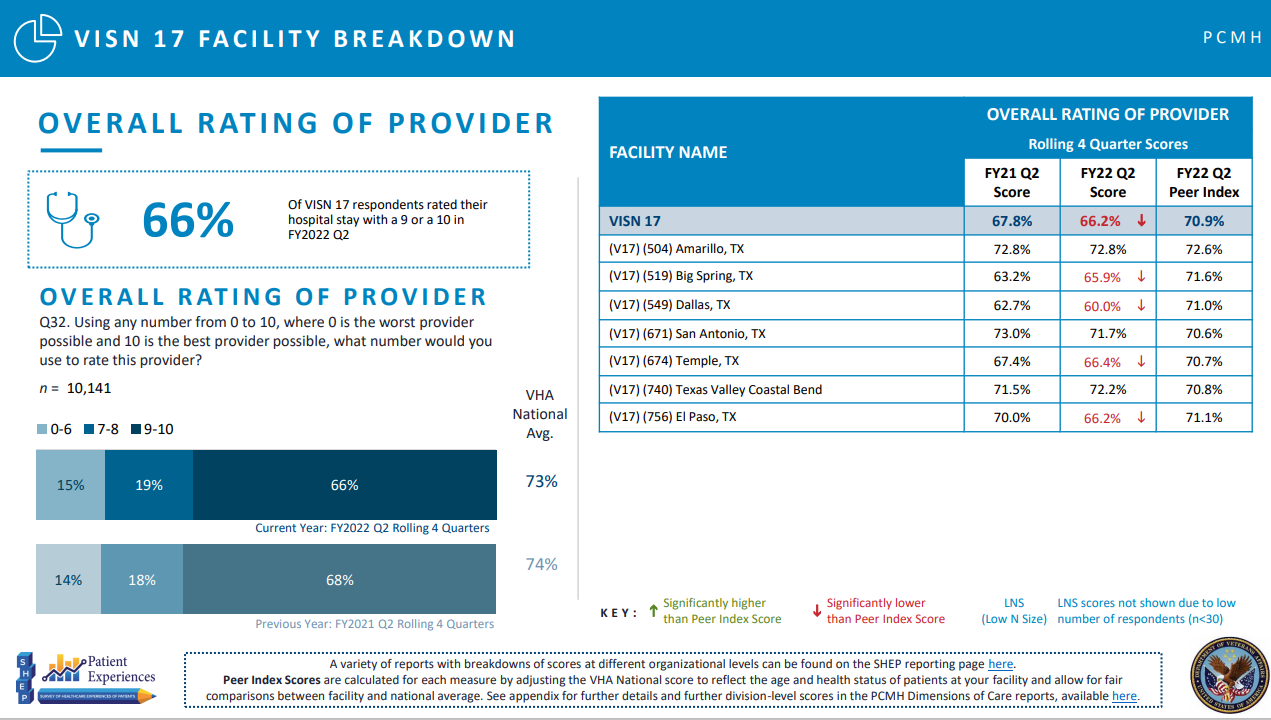 VISN 17 FACILITY BREAKDOWN
PCMH
OVERALL RATING OF PROVIDER
66%
Of VISN 17 respondents rated their
hospital stay with a 9 or a 10 in
FY2022 Q2
OVERALL RATING OF PROVIDER
Q32. Using any number from 0 to 10, where 0 is the worst provider
possible and 10 is the best provider possible, what number would you
use to rate this provider?
n = 10,141
VHA
National
Avg.
0-6 7-8 9-10
15% 19% 66% 73%
Current Year: FY2022 Q2 Rolling 4 Quarters
14% 18% 68% 74%
Previous Year: FY2021 Q2 Rolling 4 Quarters
FACILITY NAME
OVERALL RATING OF PROVIDER
Rolling 4 Quarter Scores
FY21 Q2 Score FY22 Q2 Score FY22 Q2 Peer Index
VISN 17 67.8% 66.2% ↓ 70.9%
(V17) (504) Amarillo, TX 72.8% 72.8% 72.6%
(V17) (519) Big Spring, TX 63.2% 65.9% ↓ 71.6%
(V17) (549) Dallas, TX 62.7% 60.0% ↓ 71.0%
(V17) (671) San Antonio, TX 73.0% 71.7% 70.6%
(V17) (674) Temple, TX 67.4% 66.4% ↓ 70.7%
(V17) (740) Texas Valley Coastal Bend 71.5% 72.2% 70.8%
(V17) (756) El Paso, TX 70.0% 66.2% ↓ 71.1%
KEY:
↑ Significantly higher
than Peer Index Score
↓ Significantly lower
than Peer Index Score
LNS
(Low N Size)
LNS scores not shown due to low
number of respondents (n<30)
SHEP
Patient
Experiences
SURVEY OF HEALTHCARE EXPERIENCES OF PATIENTS
A variety of reports with breakdowns of scores at different organizational levels can be found on the SHEP reporting page here.
Peer Index Scores are calculated for each measure by adjusting the VHA National score to reflect the age and health status of patients at your facility and allow for fair
comparisons between facility and national average. See appendix for further details and further division-level scores in the PCMH Dimensions of Care reports, available here.
DEPARTMENT OF VETERANS AFFAIRS
UNITED STATES OF AMERICA